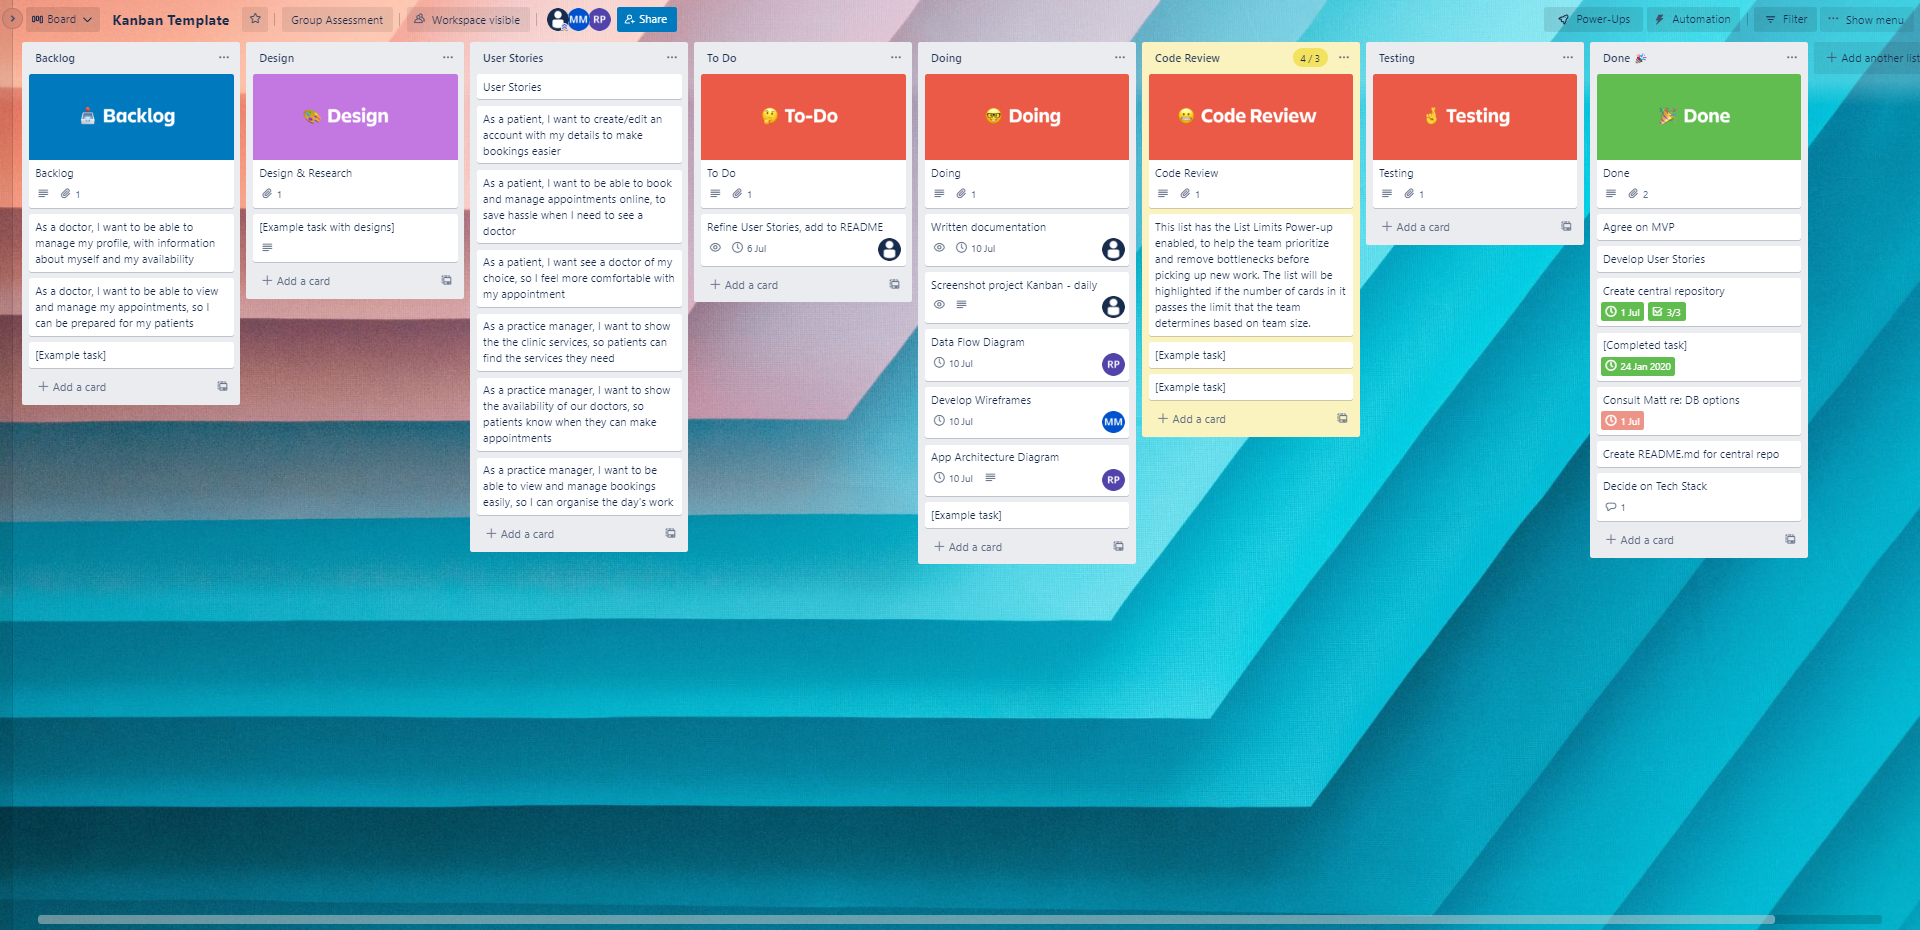 Board
Kanban Template
Group Assessment
Workspace visible
MM
RP
Share
Power-Ups
Automation
Filter
Show menu
Backlog
Backlog
Backlog
1
As a doctor, I want to be able to
manage my profile, with information
about myself and my availability
As a doctor, I want to be able to view
and manage my appointments, so I
can be prepared for my patients
[Example task]
Add a card
Design
Design
Design & Research
1
[Example task with designs]
Add a card
User Stories
User Stories
As a patient, I want to create/edit an
account with my details to make
bookings easier
As a patient, I want to be able to book
and manage appointments online, to
save hassle when I need to see a
doctor
As a patient, I want see a doctor of my
choice, so I feel more comfortable with
my appointment
As a practice manager, I want to show
the the clinic services, so patients can
find the services they need
As a practice manager, I want to show
the availability of our doctors, so
patients know when they can make
appointments
As a practice manager, I want to be
able to view and manage bookings
easily, so I can organise the day's work
Add a card
To Do
To-Do
To Do
1
Refine User Stories, add to README
6 Jul
Add a card
Doing
Doing
Doing
1
Written documentation
10 Jul
Screenshot project Kanban - daily
Data Flow Diagram
10 Jul
RP
Develop Wireframes
10 Jul
MM
App Architecture Diagram
10 Jul
RP
[Example task]
Add a card
Code Review
4 / 3
Code Review
Code Review
1
This list has the List Limits Power-up
enabled, to help the team prioritize
and remove bottlenecks before
picking up new work. The list will be
highlighted if the number of cards in it
passes the limit that the team
determines based on team size.
[Example task]
[Example task]
Add a card
Testing
Testing
Testing
1
Add a card
Done
Done
Done
2
Agree on MVP
Develop User Stories
Create central repository
1 Jul
3/3
[Completed task]
24 Jan 2020
Consult Matt re: DB options
1 Jul
Create README.md for central repo
Decide on Tech Stack
1
Add a card
Add another list